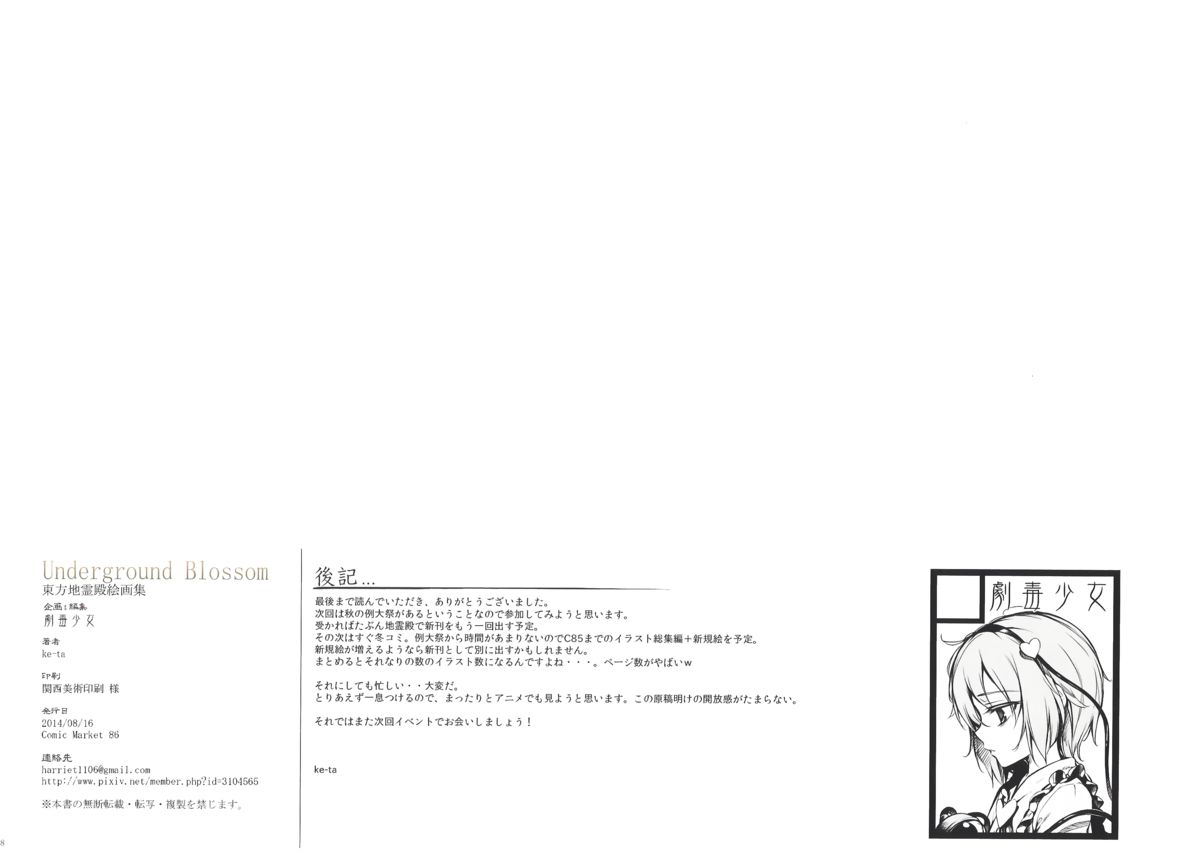 Underground Blossom
東方地霊殿絵画集
企画:編集
劇毒少女
著者
ke-ta
印刷
関西美術印刷 様
発行日
2014/08/16
Comic Market 86
連絡先
harriet1106@gmail.com
http://www.pixiv.net/member.php?id=3104565
※本書の無断転載・転写・複製を禁じます。
8
後記...
最後まで読んでいただき、ありがとうございました。
次回は秋の例大祭があるということなので参加してみようと思います。
受かればたぶん地霊殿で新刊をもう一回出す予定。
その次はすぐ冬コミ。例大祭から時間があまりないのでC85までのイラスト総集編+新規絵を予定。
新規絵が増えるようなら新刊として別に出すかもしれません。
まとめるとそれなりの数のイラスト数になるんですよね・・・。ページ数がやばいw
それにしても忙しい・・大変だ。
とりあえず一息つけるので、まったりとアニメでも見ようと思います。この原稿明けの開放感がたまらない。
それではまた次回イベントでお会いしましょう!
ke-ta
劇毒少女